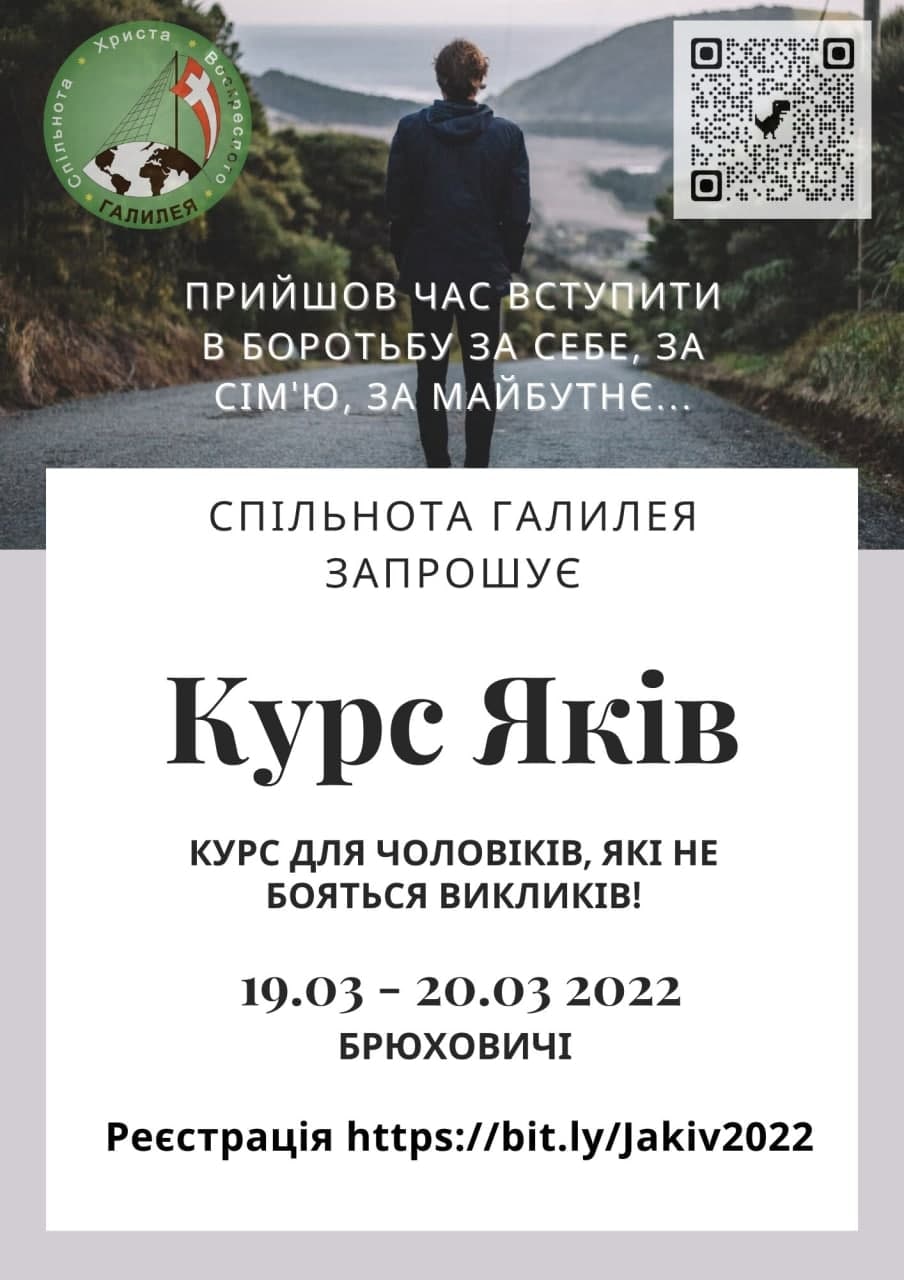 Спільнота Христа Воскреслого
ГАЛИЛЕЯ
ПРИЙШОВ ЧАС ВСТУПИТИ
В БОРОТЬБУ ЗА СЕБЕ, ЗА
СІМ'Ю, ЗА МАЙБУТНЄ...
СПІЛЬНОТА ГАЛИЛЕЯ
ЗАПРОШУЄ
Курс Яків
КУРС ДЛЯ ЧОЛОВІКІВ, ЯКІ НЕ
БОЯТЬСЯ ВИКЛИКІВ!
19.03 - 20.03 2022
БРЮХОВИЧІ
Реєстрація https://bit.ly/Jakiv2022